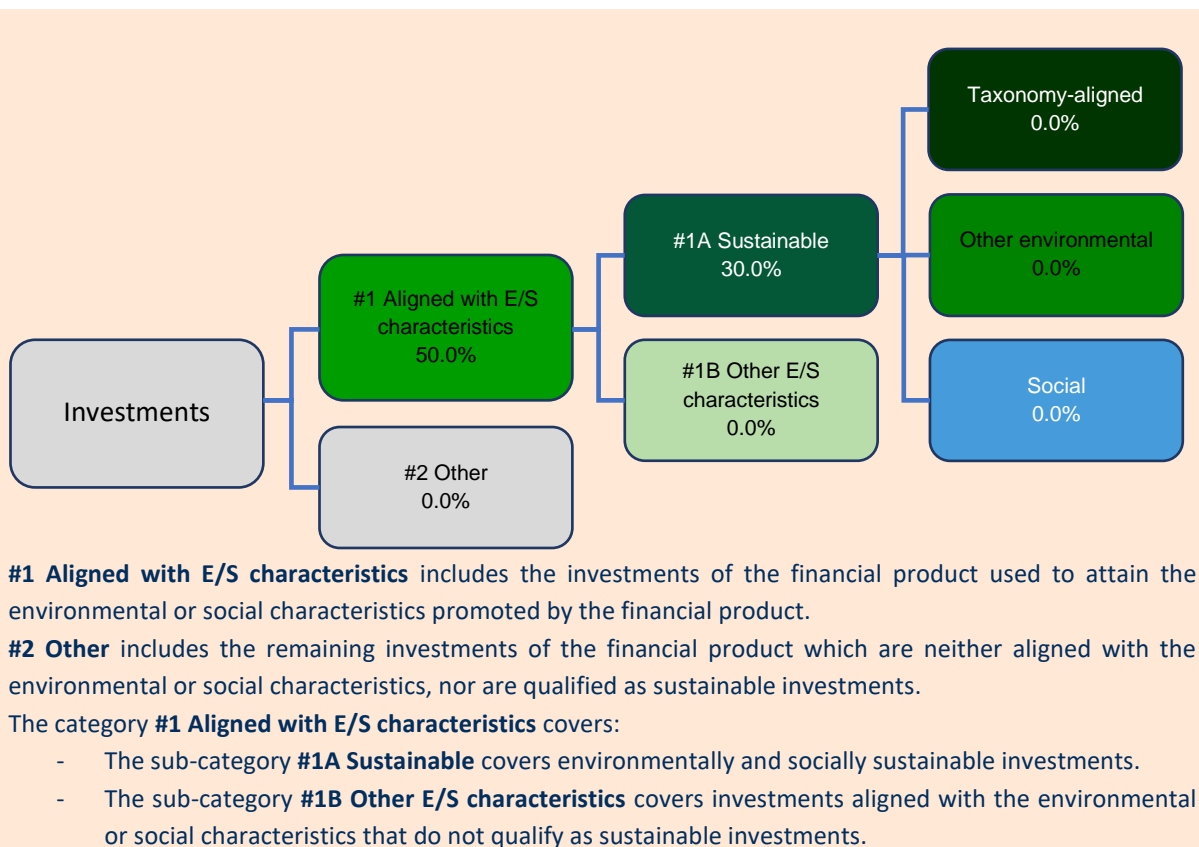 Taxonomy-aligned
0.0%
#1A Sustainable
30.0%
Other environmental
0.0%
#1 Aligned with E/S
characteristics
50.0%
#1B Other E/S
characteristics
0.0%
Social
0.0%
Investments
#2 Other
0.0%
#1 Aligned with E/S characteristics includes the investments of the financial product used to attain the
environmental or social characteristics promoted by the financial product.
#2 Other includes the remaining investments of the financial product which are neither aligned with the
environmental or social characteristics, nor are qualified as sustainable investments.
The category #1 Aligned with E/S characteristics covers:
- The sub-category #1A Sustainable covers environmentally and socially sustainable investments.
- The sub-category #1B Other E/S characteristics covers investments aligned with the environmental
or social characteristics that do not qualify as sustainable investments.